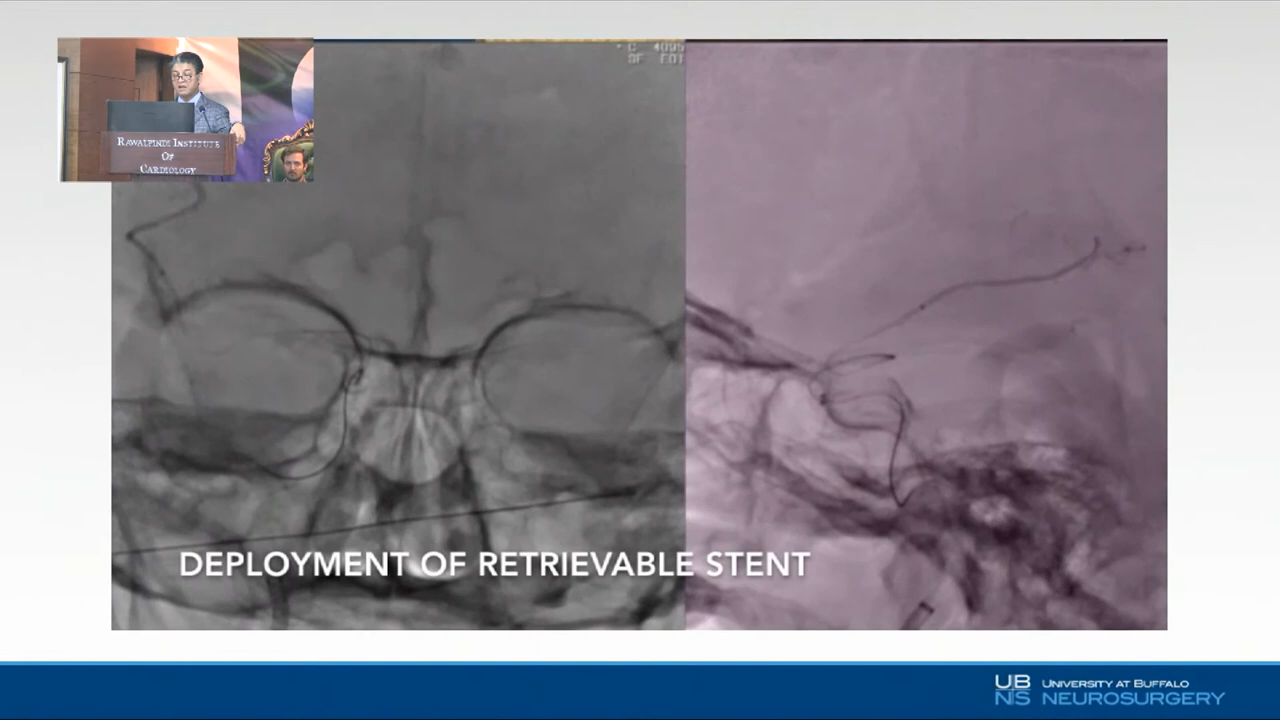 RAWALPINDI INSTITUTE
OF
CARDIOLOGY
DEPLOYMENT OF RETRIEVABLE STENT
UB
NS
UNIVERSITY AT BUFFALO
NEUROSURGERY